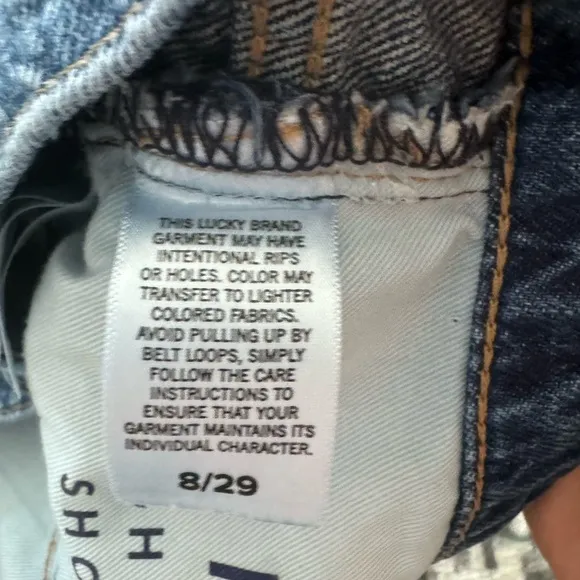 THIS LUCKY BRAND
GARMENT MAY HAVE
INTENTIONAL RIPS
OR HOLES. COLOR MAY
TRANSFER TO LIGHTER
COLORED FABRICS.
AVOID PULLING UP BY
BELT LOOPS, SIMPLY
FOLLOW THE CARE
INSTRUCTIONS TO
ENSURE THAT YOUR
GARMENT MAINTAINS ITS
INDIVIDUAL CHARACTER.
8/29